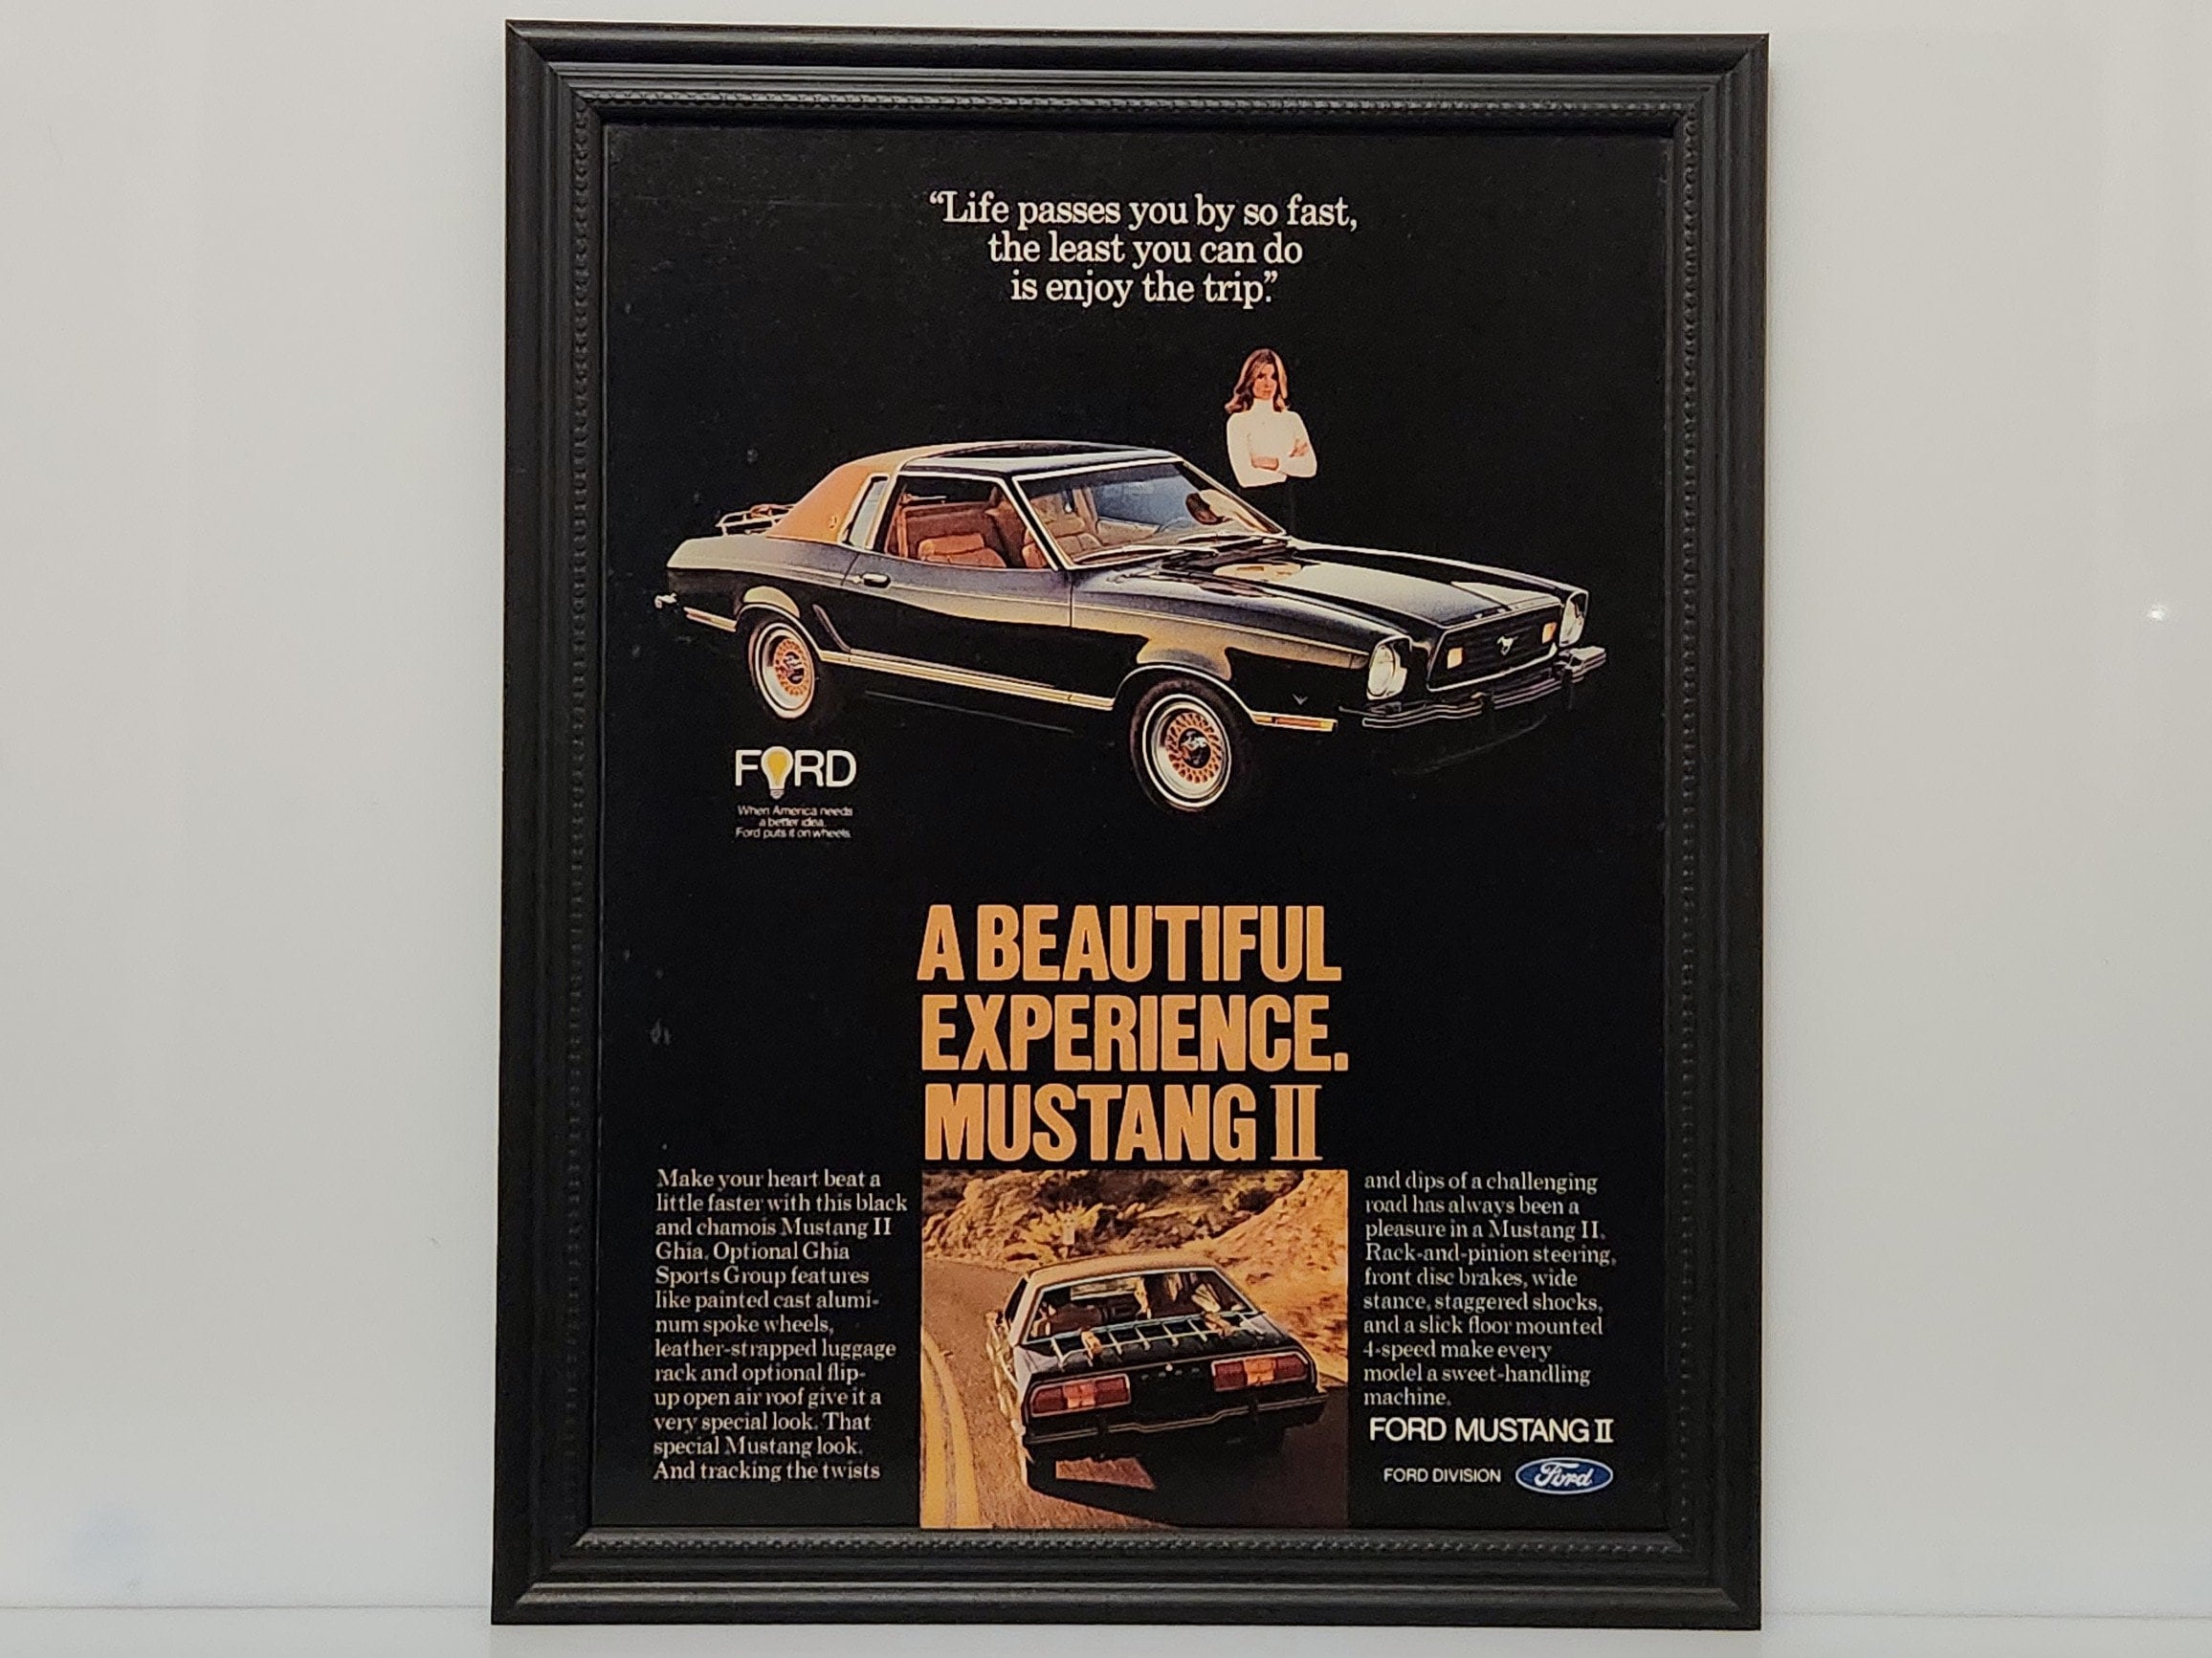 “Life passes you by so fast,
the least you can do
is enjoy the trip.”
FORD
When America needs
a better idea,
Ford puts it on wheels.
A BEAUTIFUL
EXPERIENCE.
MUSTANG II
Make your heart beat a
little faster with this black
and chamois Mustang II
Ghia. Optional Ghia
Sports Group features
like painted cast alumi-
num spoke wheels,
leather-strapped luggage
rack and optional flip-
up open air roof give it a
very special look. That
special Mustang look.
And tracking the twists
and dips of a challenging
road has always been a
pleasure in a Mustang II.
Rack-and-pinion steering,
front disc brakes, wide
stance, staggered shocks,
and a slick floor mounted
4-speed make every
model a sweet-handling
machine.
FORD MUSTANG II
FORD DIVISION Ford